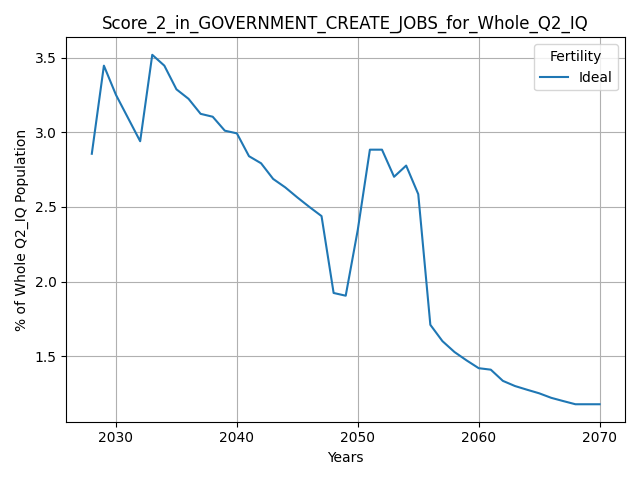 Score_2_in_GOVERNMENT_CREATE_JOBS_for_Whole_Q2_IQ
Fertility
Ideal
% of Whole Q2_IQ Population
3.5
3.0
2.5
2.0
1.5
2030 2040 2050 2060 2070
Years